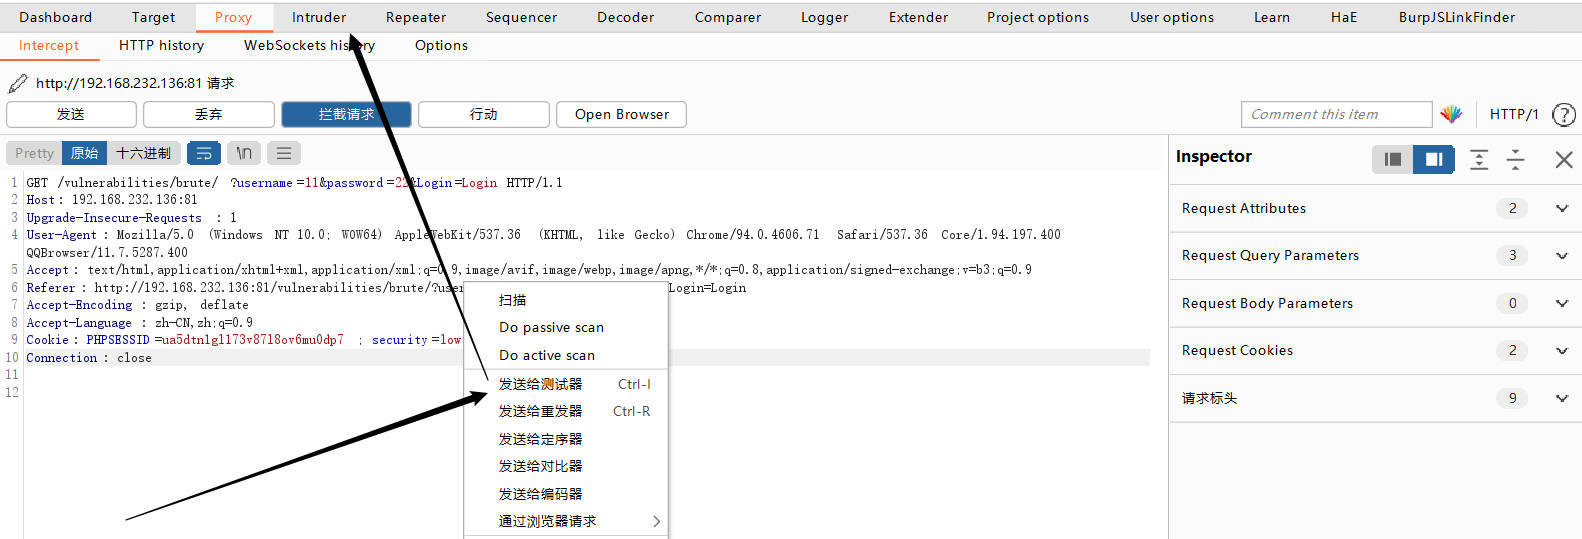 Dashboard Target Proxy Intruder Repeater Sequencer Decoder Comparer Logger Extender Project options User options Learn HaE BurpJSLinkFinder
Intercept HTTP history WebSockets history Options
http://192.168.232.136:81 请求
发送 丢弃 拦截请求 行动 Open Browser Comment this item HTTP/1 ?
Pretty 原始 十六进制 \n
Inspector
1 GET /vulnerabilities/brute/ ?username=11&password=22&Login=Login HTTP/1.1
2 Host: 192.168.232.136:81
3 Upgrade-Insecure-Requests : 1
4 User-Agent: Mozilla/5.0 (Windows NT 10.0; WOW64) AppleWebKit/537.36 (KHTML, like Gecko) Chrome/94.0.4606.71 Safari/537.36 Core/1.94.197.400
QQBrowser/11.7.5287.400
5 Accept: text/html,application/xhtml+xml,application/xml;q=0.9,image/avif,image/webp,image/apng,*/*;q=0.8,application/signed-exchange;v=b3;q=0.9
6 Referer: http://192.168.232.136:81/vulnerabilities/brute/?user Login=Login
7 Accept-Encoding : gzip, deflate
8 Accept-Language : zh-CN,zh;q=0.9
9 Cookie: PHPSESSID=ua5dtn1gl173v8718ov6mu0dp7 ; security=low
10 Connection: close
11
12
扫描
Do passive scan
Do active scan
发送给测试器 Ctrl-I
发送给重发器 Ctrl-R
发送给定序器
发送给对比器
发送给编码器
通过浏览器请求
Request Attributes 2
Request Query Parameters 3
Request Body Parameters 0
Request Cookies 2
请求标头 9